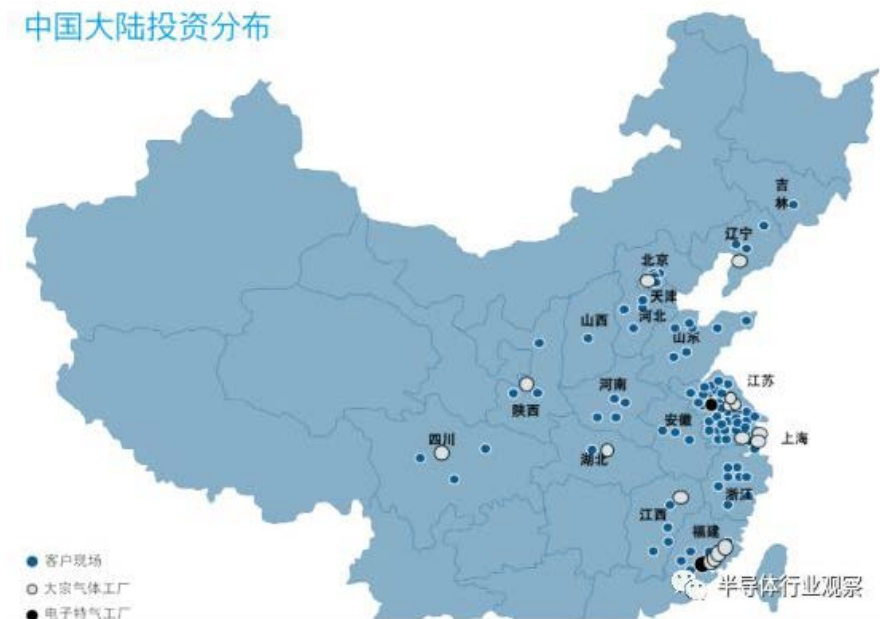 中国大陆投资分布
吉
林
辽宁
北京
天津
河北
山西
山东
江苏
河南
陕西
安徽
上海
四川
湖北
浙江
江西
福建
客户现场
大宗气体工厂
电子特气工厂
半导体行业观察